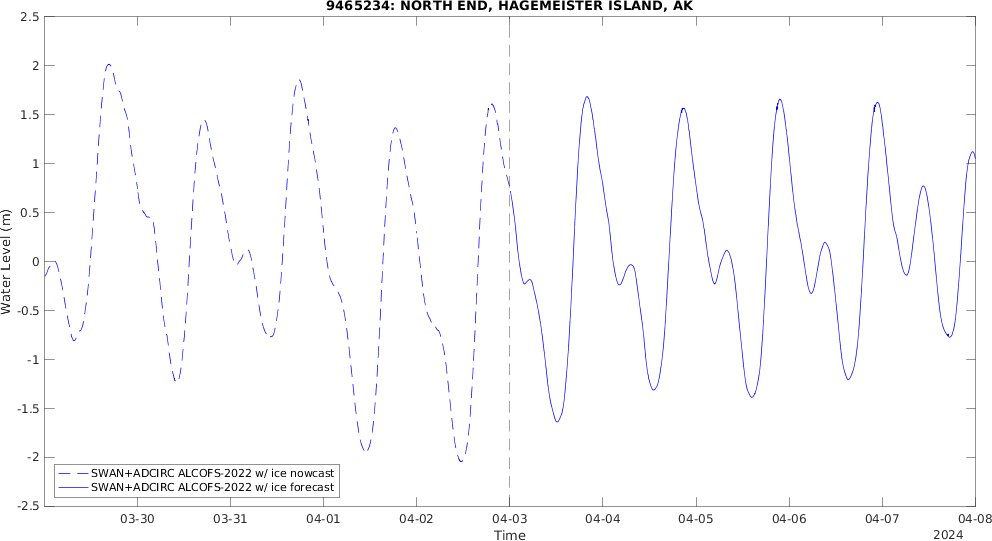 9465234: NORTH END, HAGEMEISTER ISLAND, AK
2.5
2
1.5
1
0.5
0
-0.5
-1
-1.5
-2
-2.5
Water Level (m)
SWAN+ADCIRC ALCOFS-2022 w/ ice nowcast
SWAN+ADCIRC ALCOFS-2022 w/ ice forecast
03-30 03-31 04-01 04-02 04-03 04-04 04-05 04-06 04-07 04-08
Time
2024